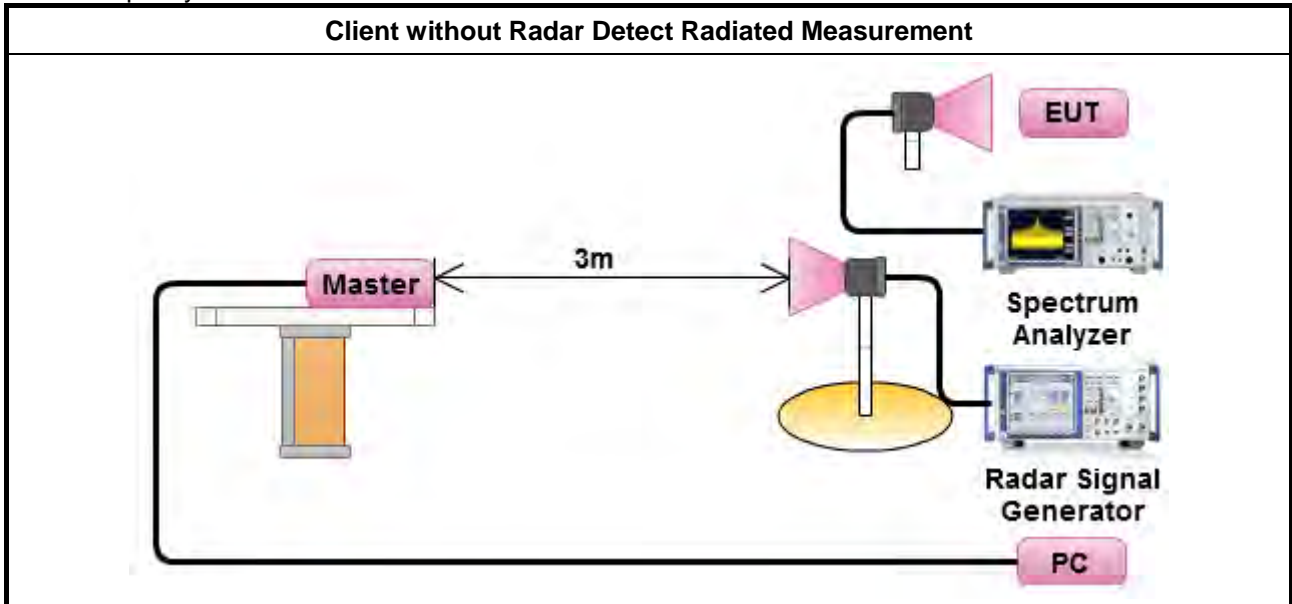 Client without Radar Detect Radiated Measurement
EUT
3m
Master
Spectrum
Analyzer
Radar Signal
Generator
PC